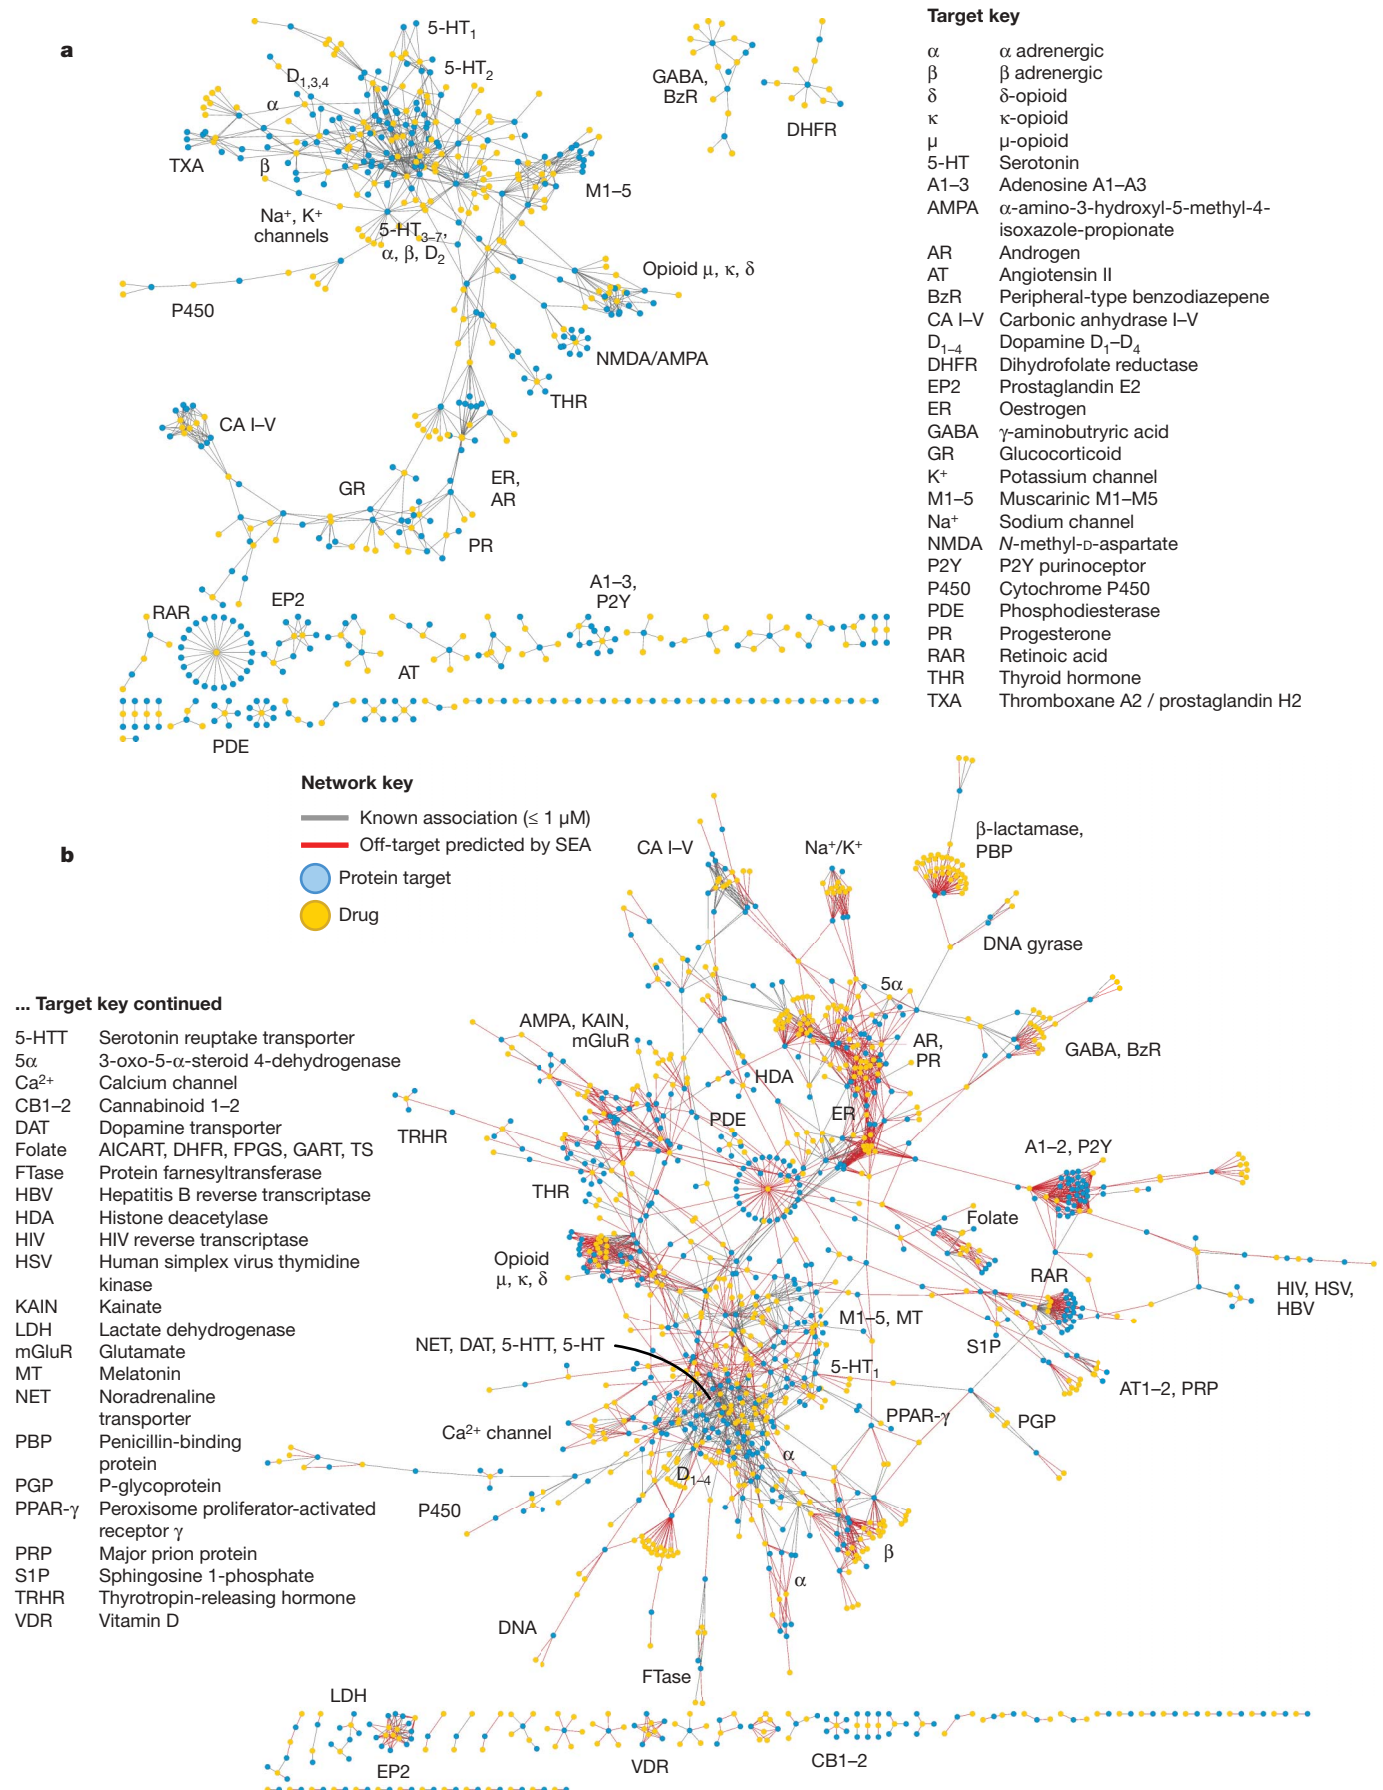 a
5-HT1
5-HT2
D1,3,4
α
TXA
β
Na+, K+
channels
5-HT3–7,
α, β, D2
M1–5
P450
Opioid μ, κ, δ
NMDA/AMPA
THR
CA I–V
GR
ER,
AR
PR
GABA,
BzR
DHFR
RAR
EP2
AT
A1–3,
P2Y
PDE
Target key
α α adrenergic
β β adrenergic
δ δ-opioid
κ κ-opioid
μ μ-opioid
5-HT Serotonin
A1–3 Adenosine A1–A3
AMPA α-amino-3-hydroxyl-5-methyl-4-
isoxazole-propionate
AR Androgen
AT Angiotensin II
BzR Peripheral-type benzodiazepene
CA I–V Carbonic anhydrase I–V
D1–4 Dopamine D1–D4
DHFR Dihydrofolate reductase
EP2 Prostaglandin E2
ER Oestrogen
GABA γ-aminobutryric acid
GR Glucocorticoid
K+ Potassium channel
M1–5 Muscarinic M1–M5
Na+ Sodium channel
NMDA N-methyl-D-aspartate
P2Y P2Y purinoceptor
P450 Cytochrome P450
PDE Phosphodiesterase
PR Progesterone
RAR Retinoic acid
THR Thyroid hormone
TXA Thromboxane A2 / prostaglandin H2
Network key
Known association (≤ 1 μM)
Off-target predicted by SEA
Protein target
Drug
b
... Target key continued
5-HTT Serotonin reuptake transporter
5α 3-oxo-5-α-steroid 4-dehydrogenase
Ca2+ Calcium channel
CB1–2 Cannabinoid 1–2
DAT Dopamine transporter
Folate AICART, DHFR, FPGS, GART, TS
FTase Protein farnesyltransferase
HBV Hepatitis B reverse transcriptase
HDA Histone deacetylase
HIV HIV reverse transcriptase
HSV Human simplex virus thymidine
kinase
KAIN Kainate
LDH Lactate dehydrogenase
mGluR Glutamate
MT Melatonin
NET Noradrenaline
transporter
PBP Penicillin-binding
protein
PGP P-glycoprotein
PPAR-γ Peroxisome proliferator-activated
receptor γ
PRP Major prion protein
S1P Sphingosine 1-phosphate
TRHR Thyrotropin-releasing hormone
VDR Vitamin D
CA I–V
Na+/K+
β-lactamase,
PBP
DNA gyrase
5α
AMPA, KAIN,
mGluR
AR,
PR
GABA, BzR
HDA
PDE
ER
TRHR
THR
A1–2, P2Y
Folate
Opioid
μ, κ, δ
RAR
HIV, HSV,
HBV
M1–5, MT
S1P
NET, DAT, 5-HTT, 5-HT
5-HT1
AT1–2, PRP
PPAR-γ
PGP
Ca2+ channel
α
D1–4
P450
β
α
DNA
FTase
LDH
EP2
VDR
CB1–2